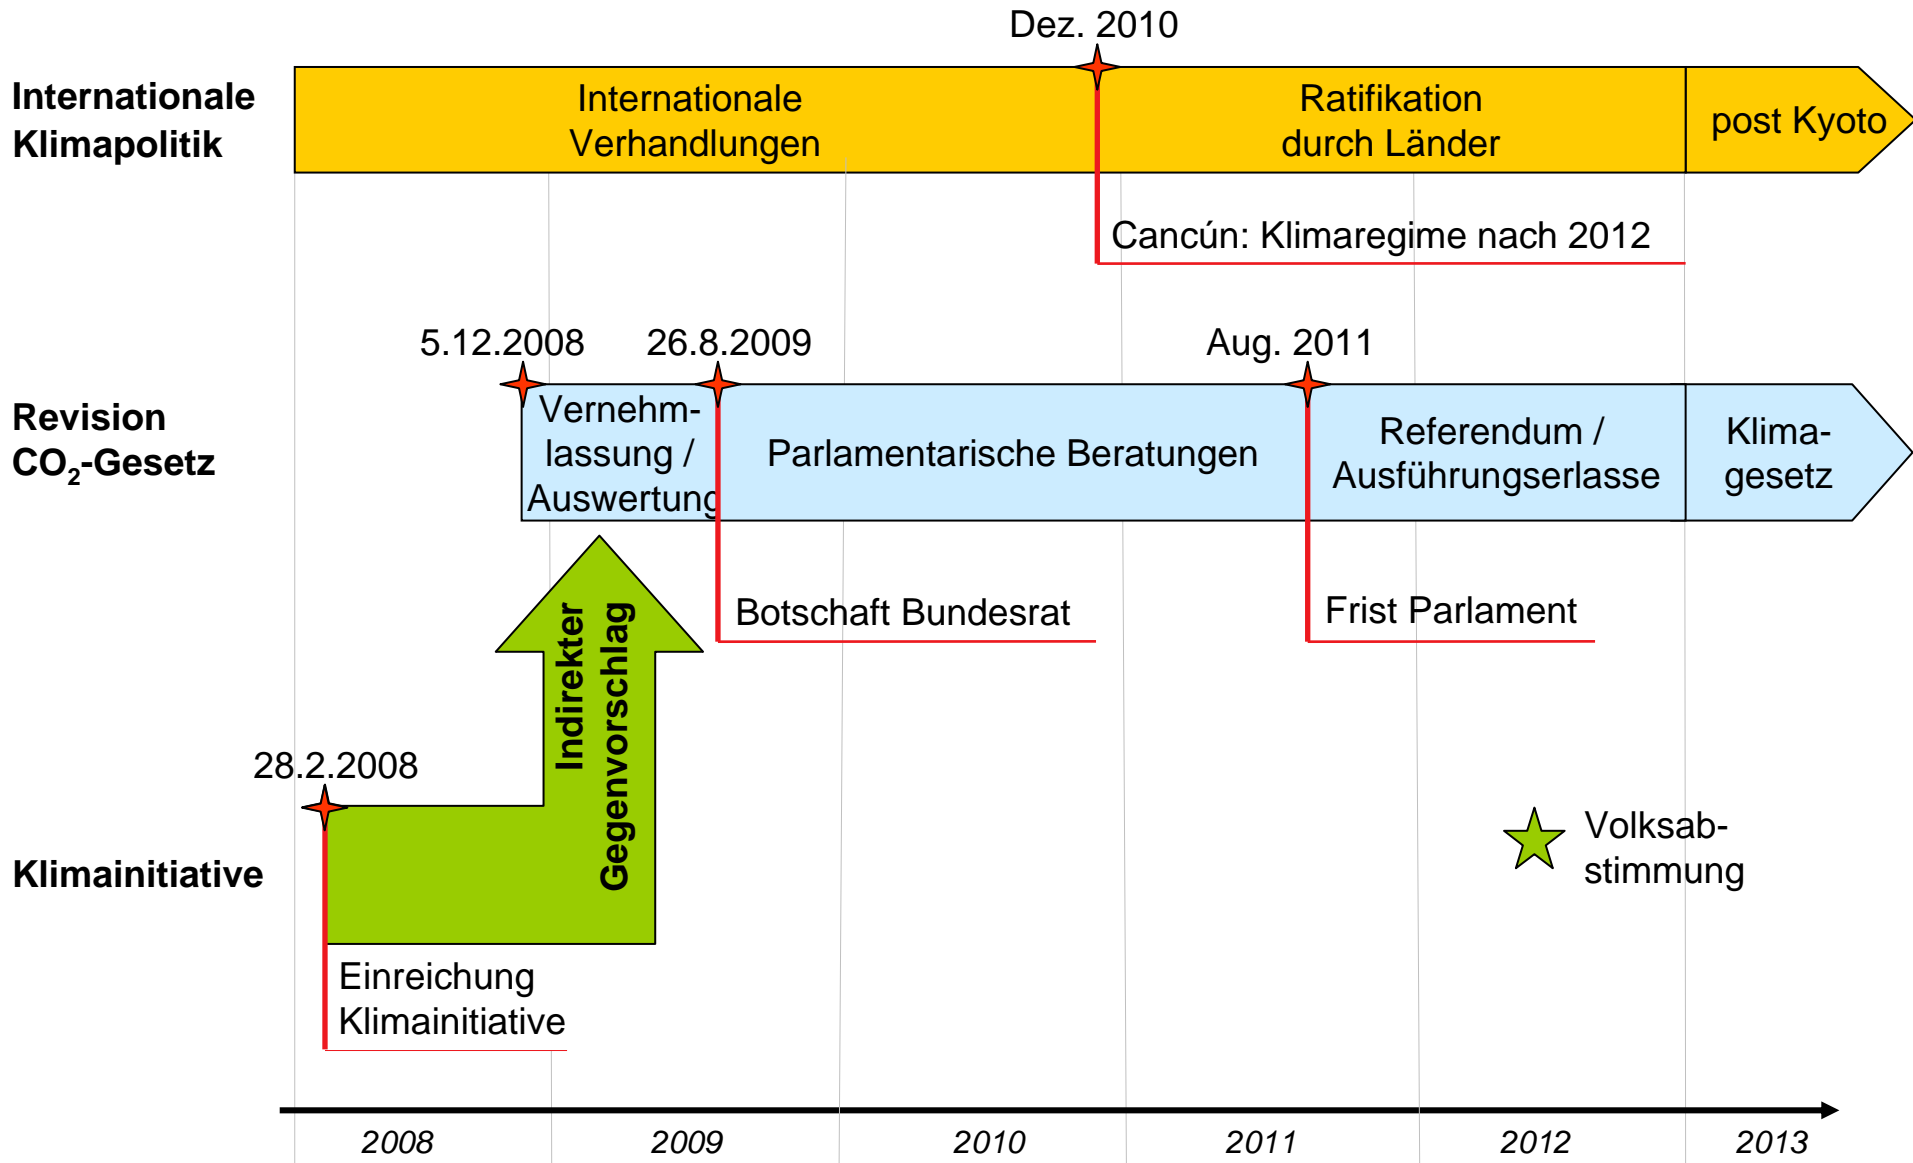 Dez. 2010
Internationale
Klimapolitik
Internationale
Verhandlungen
Ratifikation
durch Länder
post Kyoto
Cancún: Klimaregime nach 2012
5.12.2008
26.8.2009
Aug. 2011
Revision
CO₂-Gesetz
Vernehm-
lassung /
Auswertung
Parlamentarische Beratungen
Referendum /
Ausführungserlasse
Klima-
gesetz
Botschaft Bundesrat
Frist Parlament
Indirekter
Gegenvorschlag
28.2.2008
Klimainitiative
Volksab-
stimmung
Einreichung
Klimainitiative
2008 2009 2010 2011 2012 2013